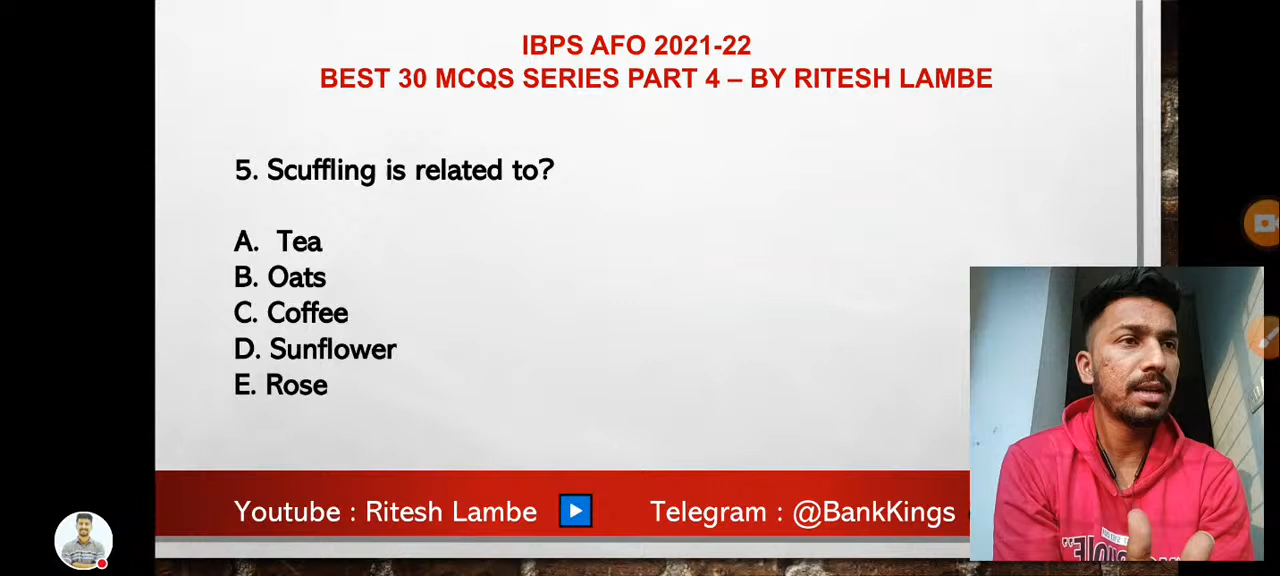 IBPS AFO 2021-22
BEST 30 MCQS SERIES PART 4 – BY RITESH LAMBE
5. Scuffling is related to?
A. Tea
B. Oats
C. Coffee
D. Sunflower
E. Rose
Youtube : Ritesh Lambe
Telegram : @BankKings